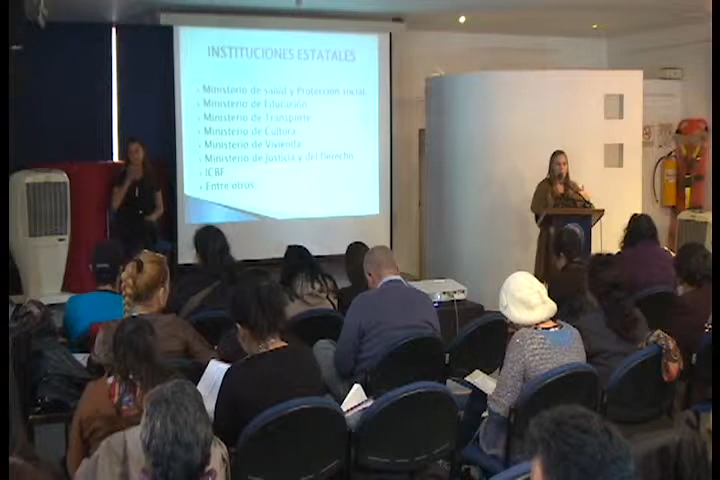 INSTITUCIONES ESTATALES
Ministerio de salud y Protección social
Ministerio de Educación
Ministerio de Transporte
Ministerio de Cultura
Ministerio de Vivienda
Ministerio de Justicia y del Derecho
ICBF
Entre otros